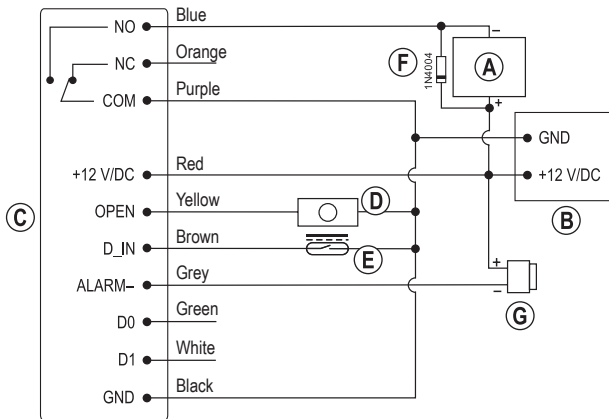 NO Blue
NC Orange
COM Purple
+12 V/DC Red
OPEN Yellow
D_IN Brown
ALARM– Grey
D0 Green
D1 White
GND Black
C
F
1N4004
–
A
+
GND
+12 V/DC
B
D
E
+
–
G